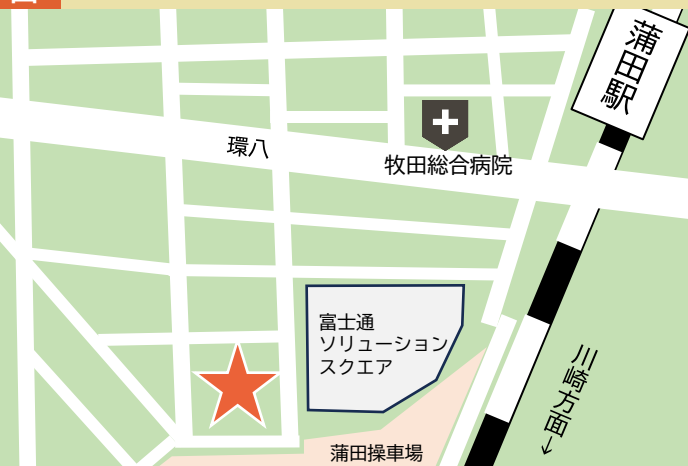 蒲田駅
環八
牧田総合病院
富士通
ソリューション
スクエア
川崎方面→
蒲田操車場